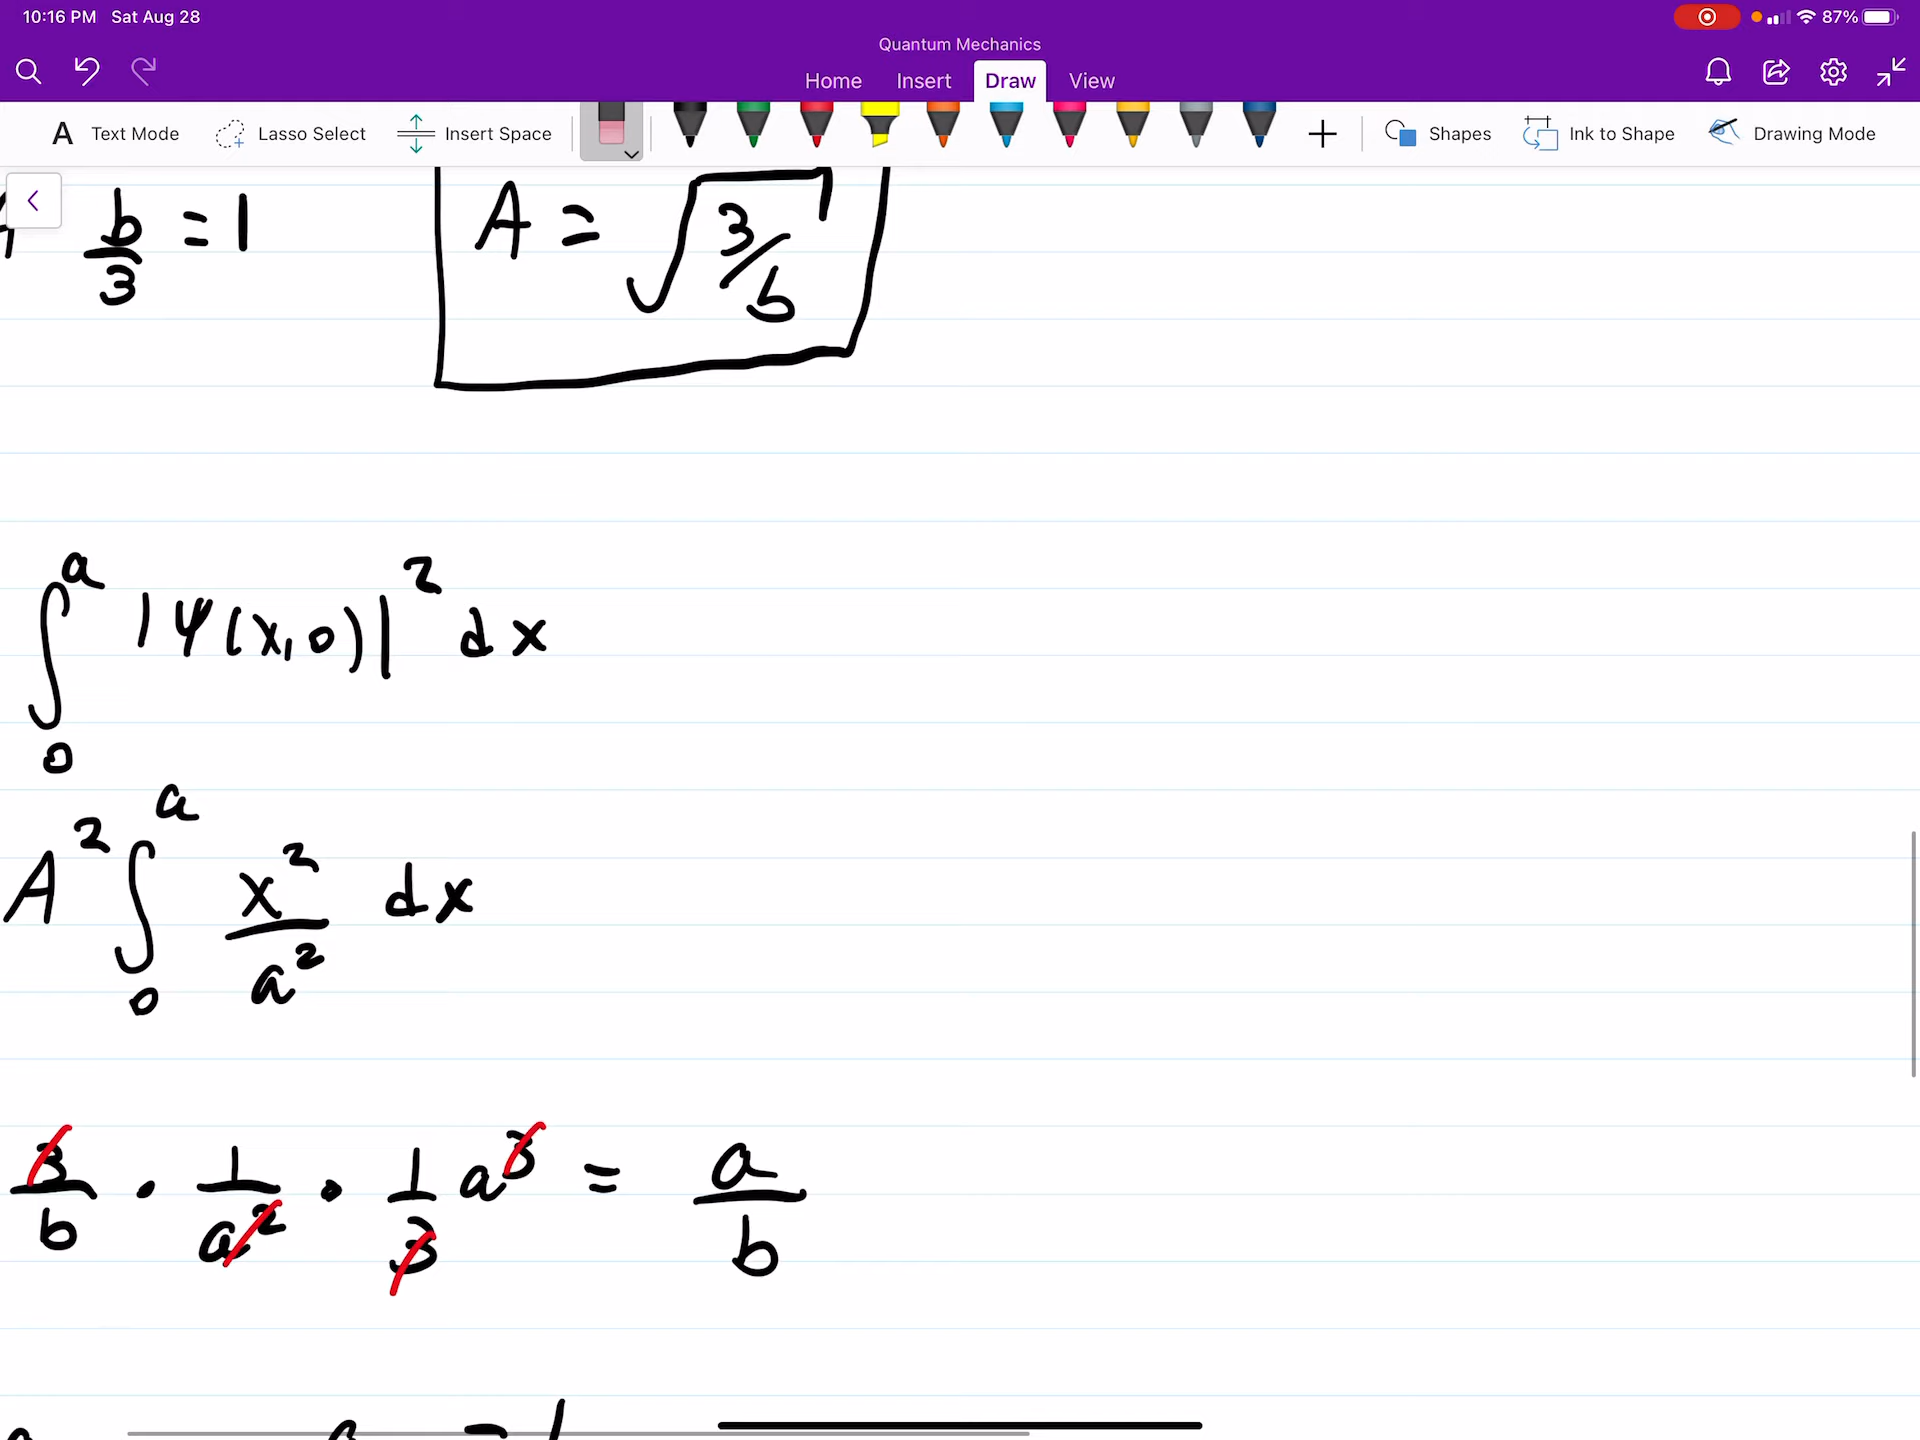 10:16 PM Sat Aug 28 87%
Quantum Mechanics
Home Insert Draw View
A Text Mode Lasso Select Insert Space Shapes Ink to Shape Drawing Mode
b/3 = 1 A = √(3/b)
∫₀ᵃ |Ψ(x,0)|² dx
A² ∫₀ᵃ x²/a² dx
3/b · 1/a² · 1/3 a³ = a/b